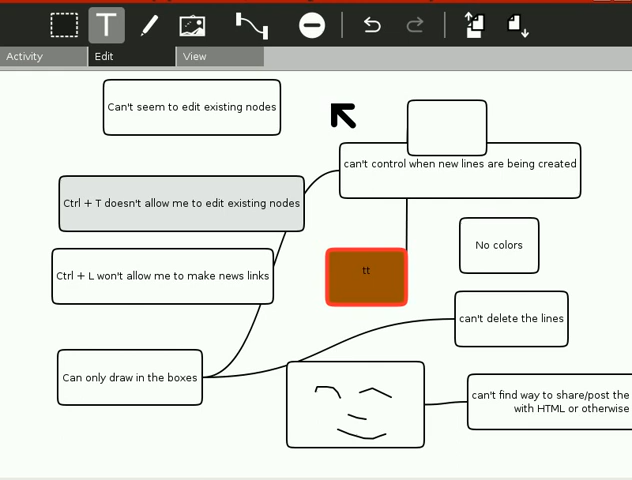 T
Activity
Edit
View
Can't seem to edit existing nodes
can't control when new lines are being created
Ctrl + T doesn't allow me to edit existing nodes
No colors
Ctrl + L won't allow me to make news links
tt
can't delete the lines
Can only draw in the boxes
can't find way to share/post the
with HTML or otherwise